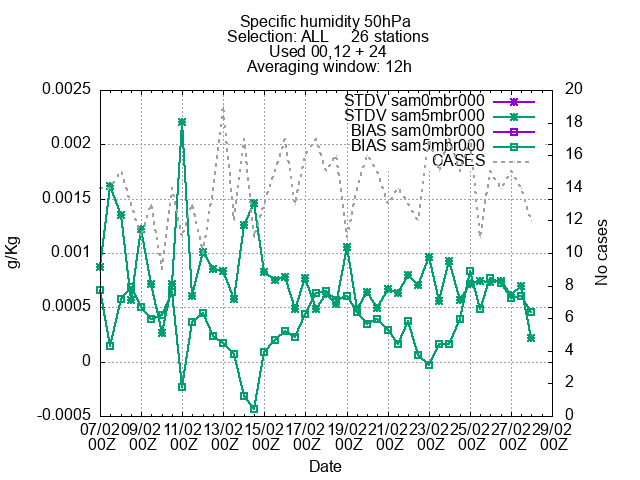 Specific humidity 50hPa
Selection: ALL 26 stations
Used 00,12 + 24
Averaging window: 12h
STDV sam0mbr000
STDV sam5mbr000
BIAS sam0mbr000
BIAS sam5mbr000
CASES
0.0025
0.002
0.0015
0.001
0.0005
0
-0.0005
g/Kg
20
18
16
14
12
10
8
6
4
2
0
No cases
07/02 09/02 11/02 13/02 15/02 17/02 19/02 21/02 23/02 25/02 27/02 29/02
00Z 00Z 00Z 00Z 00Z 00Z 00Z 00Z 00Z 00Z 00Z 00Z
Date